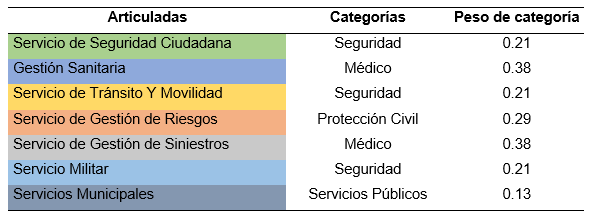 Articuladas Categorías Peso de categoría
Servicio de Seguridad Ciudadana Seguridad 0.21
Gestión Sanitaria Médico 0.38
Servicio de Tránsito Y Movilidad Seguridad 0.21
Servicio de Gestión de Riesgos Protección Civil 0.29
Servicio de Gestión de Siniestros Médico 0.38
Servicio Militar Seguridad 0.21
Servicios Municipales Servicios Públicos 0.13